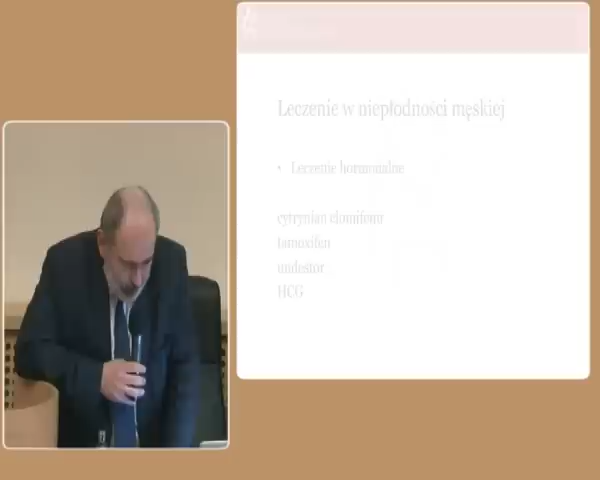 Leczenie w niepłodności męskiej
• Leczenie hormonalne
cytrynian clomifenu
tamoxifen
undestor
HCG